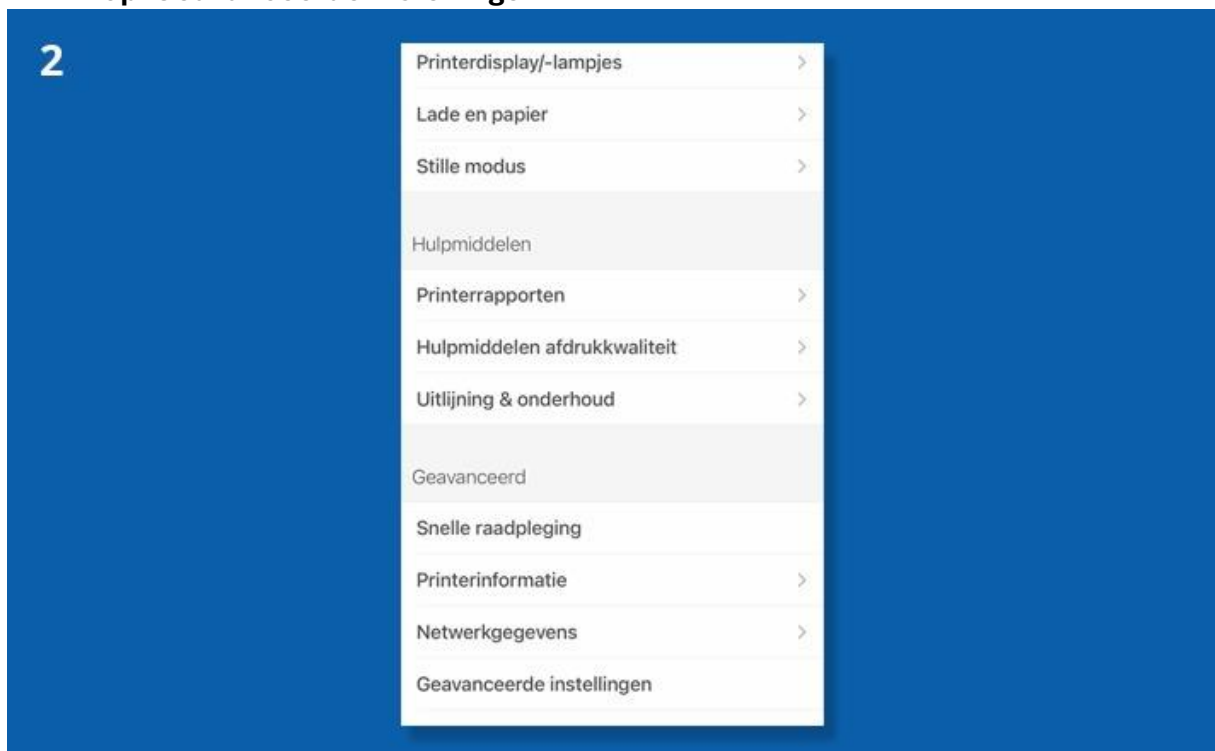 2
Printerdisplay/-lampjes
Lade en papier
Stille modus
Hulpmiddelen
Printerrapporten
Hulpmiddelen afdrukkwaliteit
Uitlijning & onderhoud
Geavanceerd
Snelle raadpleging
Printerinformatie
Netwerkgegevens
Geavanceerde instellingen